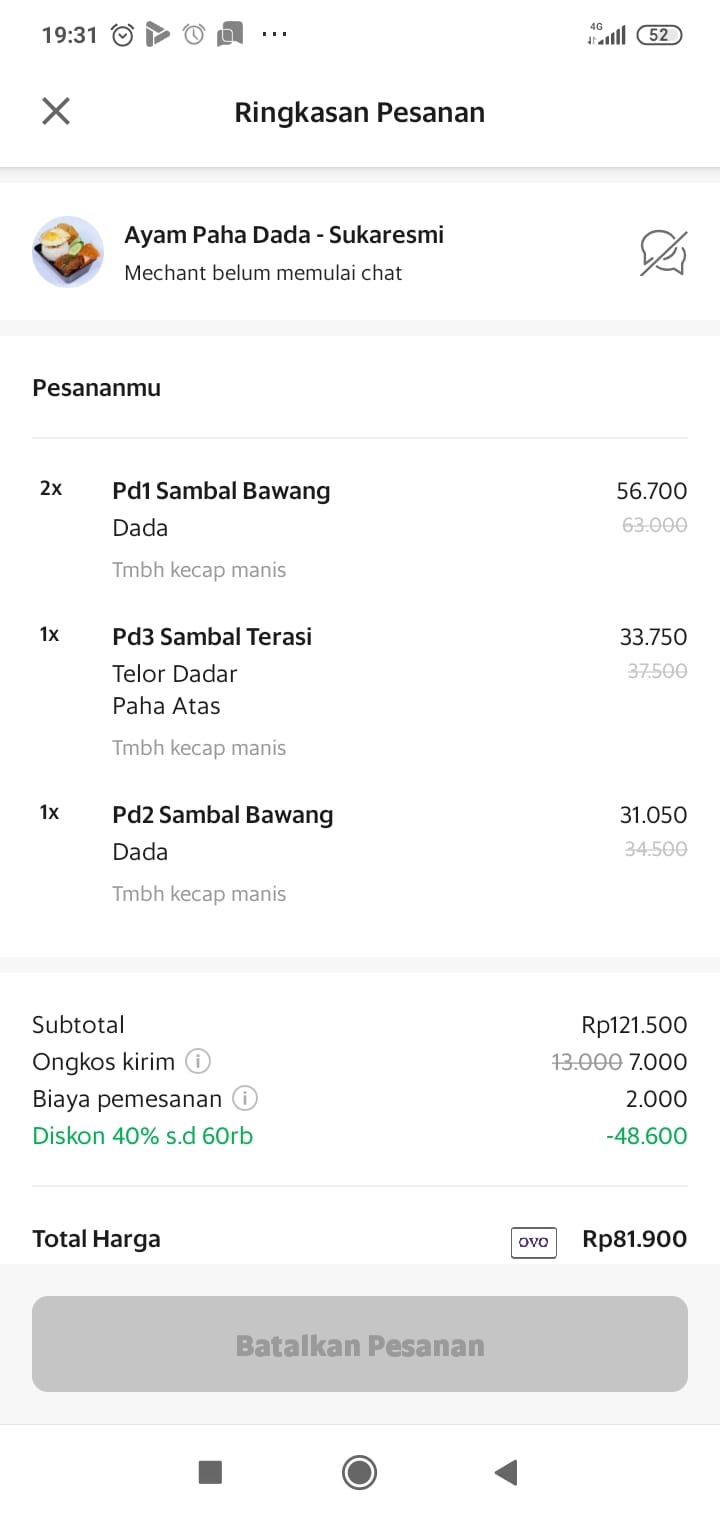 19:31
4G
52
Ringkasan Pesanan
Ayam Paha Dada - Sukaresmi
Mechant belum memulai chat
Pesananmu
2x Pd1 Sambal Bawang 56.700
Dada 63.000
Tmbh kecap manis
1x Pd3 Sambal Terasi 33.750
Telor Dadar 37.500
Paha Atas
Tmbh kecap manis
1x Pd2 Sambal Bawang 31.050
Dada 34.500
Tmbh kecap manis
Subtotal Rp121.500
Ongkos kirim 13.000 7.000
Biaya pemesanan 2.000
Diskon 40% s.d 60rb -48.600
Total Harga OVO Rp81.900
Batalkan Pesanan